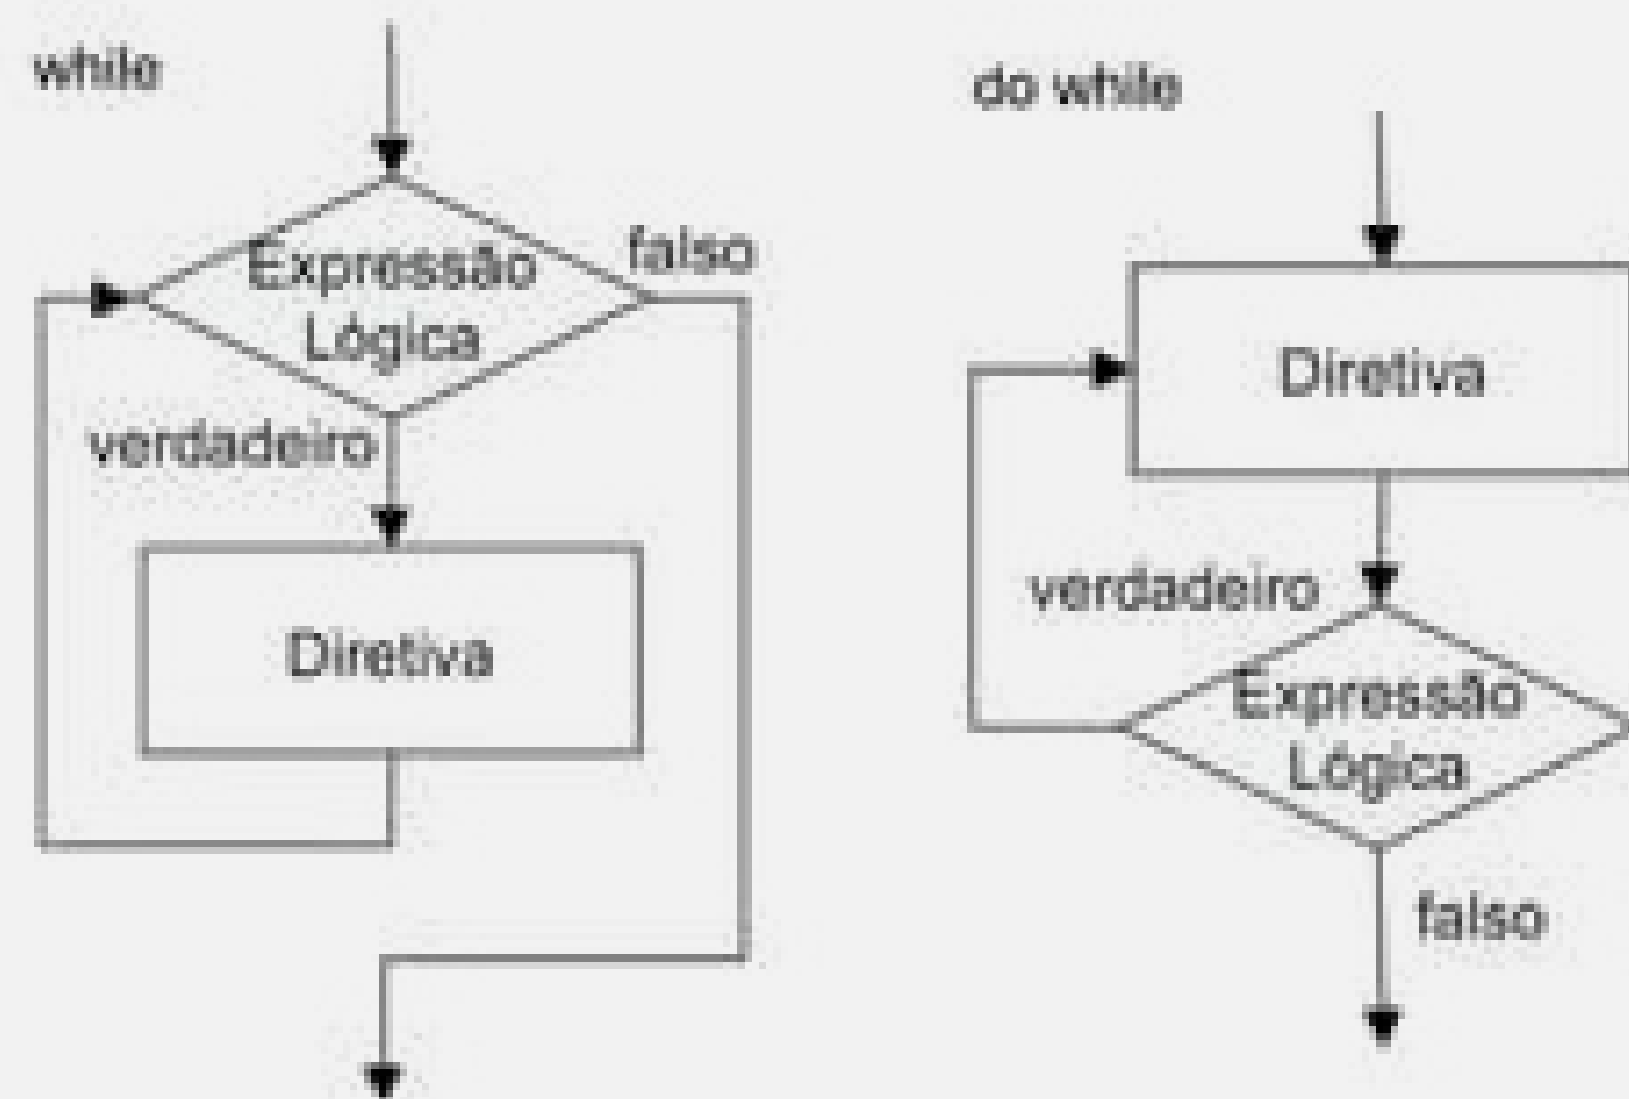 while
Expressão
Lógica
falso
verdadeiro
Diretiva
do while
Diretiva
verdadeiro
Expressão
Lógica
falso